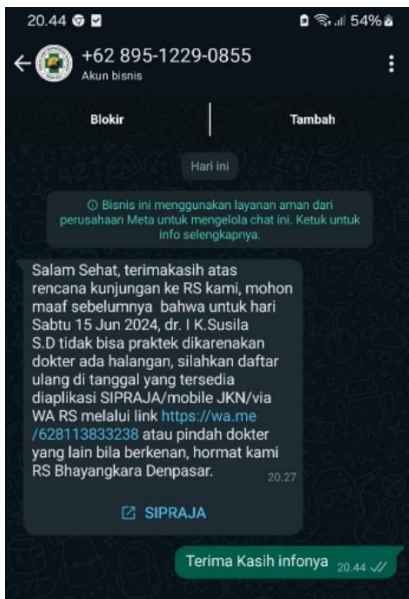 20.44 54%
+62 895-1229-0855
Akun bisnis
Blokir Tambah
Hari ini
Bisnis ini menggunakan layanan aman dari
perusahaan Meta untuk mengelola chat ini. Ketuk untuk
info selengkapnya.
Salam Sehat, terimakasih atas
rencana kunjungan ke RS kami, mohon
maaf sebelumnya bahwa untuk hari
Sabtu 15 Jun 2024, dr. I K.Susila
S.D tidak bisa praktek dikarenakan
dokter ada halangan, silahkan daftar
ulang di tanggal yang tersedia
diaplikasi SIPRAJA/mobile JKN/via
WA RS melalui link https://wa.me
/628113833238 atau pindah dokter
yang lain bila berkenan, hormat kami
RS Bhayangkara Denpasar. 20.27
SIPRAJA
Terima Kasih infonya 20.44